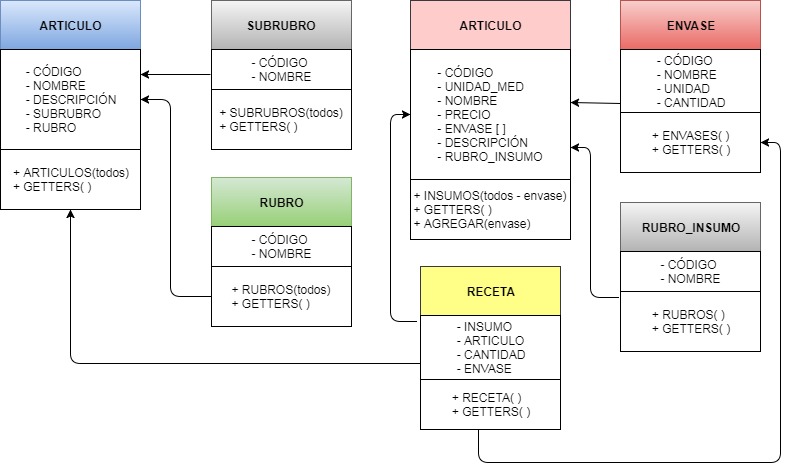 ARTICULO
- CÓDIGO
- NOMBRE
- DESCRIPCIÓN
- SUBRUBRO
- RUBRO
+ ARTICULOS(todos)
+ GETTERS( )
SUBRUBRO
- CÓDIGO
- NOMBRE
+ SUBRUBROS(todos)
+ GETTERS( )
RUBRO
- CÓDIGO
- NOMBRE
+ RUBROS(todos)
+ GETTERS( )
ARTICULO
- CÓDIGO
- UNIDAD_MED
- NOMBRE
- PRECIO
- ENVASE [ ]
- DESCRIPCIÓN
- RUBRO_INSUMO
+ INSUMOS(todos - envase)
+ GETTERS( )
+ AGREGAR(envase)
RECETA
- INSUMO
- ARTICULO
- CANTIDAD
- ENVASE
+ RECETA( )
+ GETTERS( )
ENVASE
- CÓDIGO
- NOMBRE
- UNIDAD
- CANTIDAD
+ ENVASES( )
+ GETTERS( )
RUBRO_INSUMO
- CÓDIGO
- NOMBRE
+ RUBROS( )
+ GETTERS( )